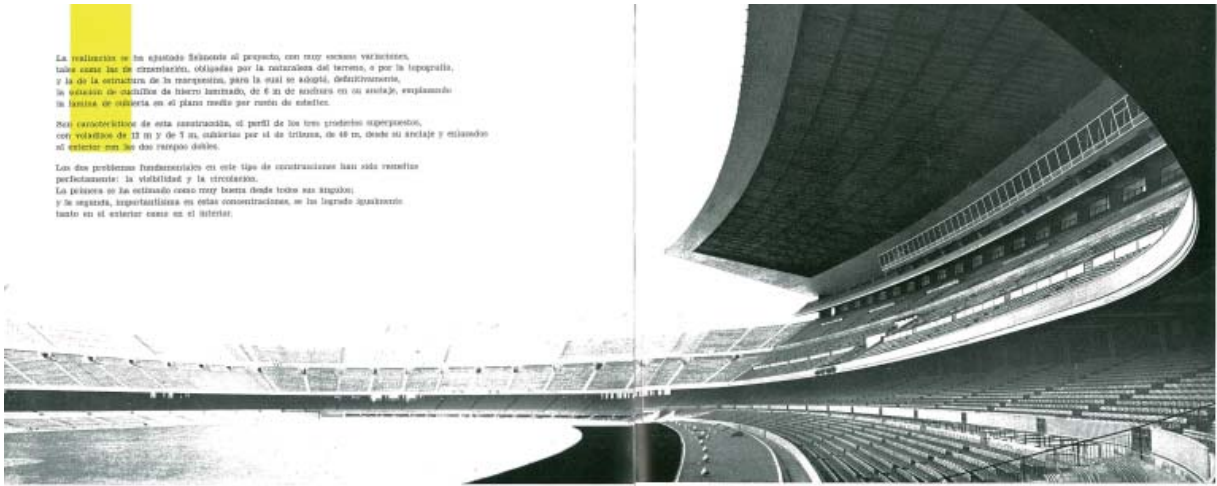 La realización se ha ajustado fielmente al proyecto, con muy escasas variaciones,
tales como las de cimentación, obligadas por la naturaleza del terreno, o por la topografía,
y la de la estructura de la marquesina, para la cual se adoptó, definitivamente,
la solución de cuchillos de hierro laminado, de 6 m de anchura en su anclaje, emplazando
la lámina de cubierta en el plano medio por razón de esbeltez.
Son características de esta construcción, el perfil de los tres graderíos superpuestos,
con voladizos de 12 m y de 7 m, cubiertas por el de tribuna, de 40 m, desde su anclaje y enlazados
al exterior con las dos rampas dobles.
Los dos problemas fundamentales en este tipo de construcciones han sido resueltos
perfectamente: la visibilidad y la circulación.
La primera se ha estimado como muy buena desde todos sus ángulos;
y la segunda, importantísima en estas concentraciones, se ha logrado igualmente
tanto en el exterior como en el interior.